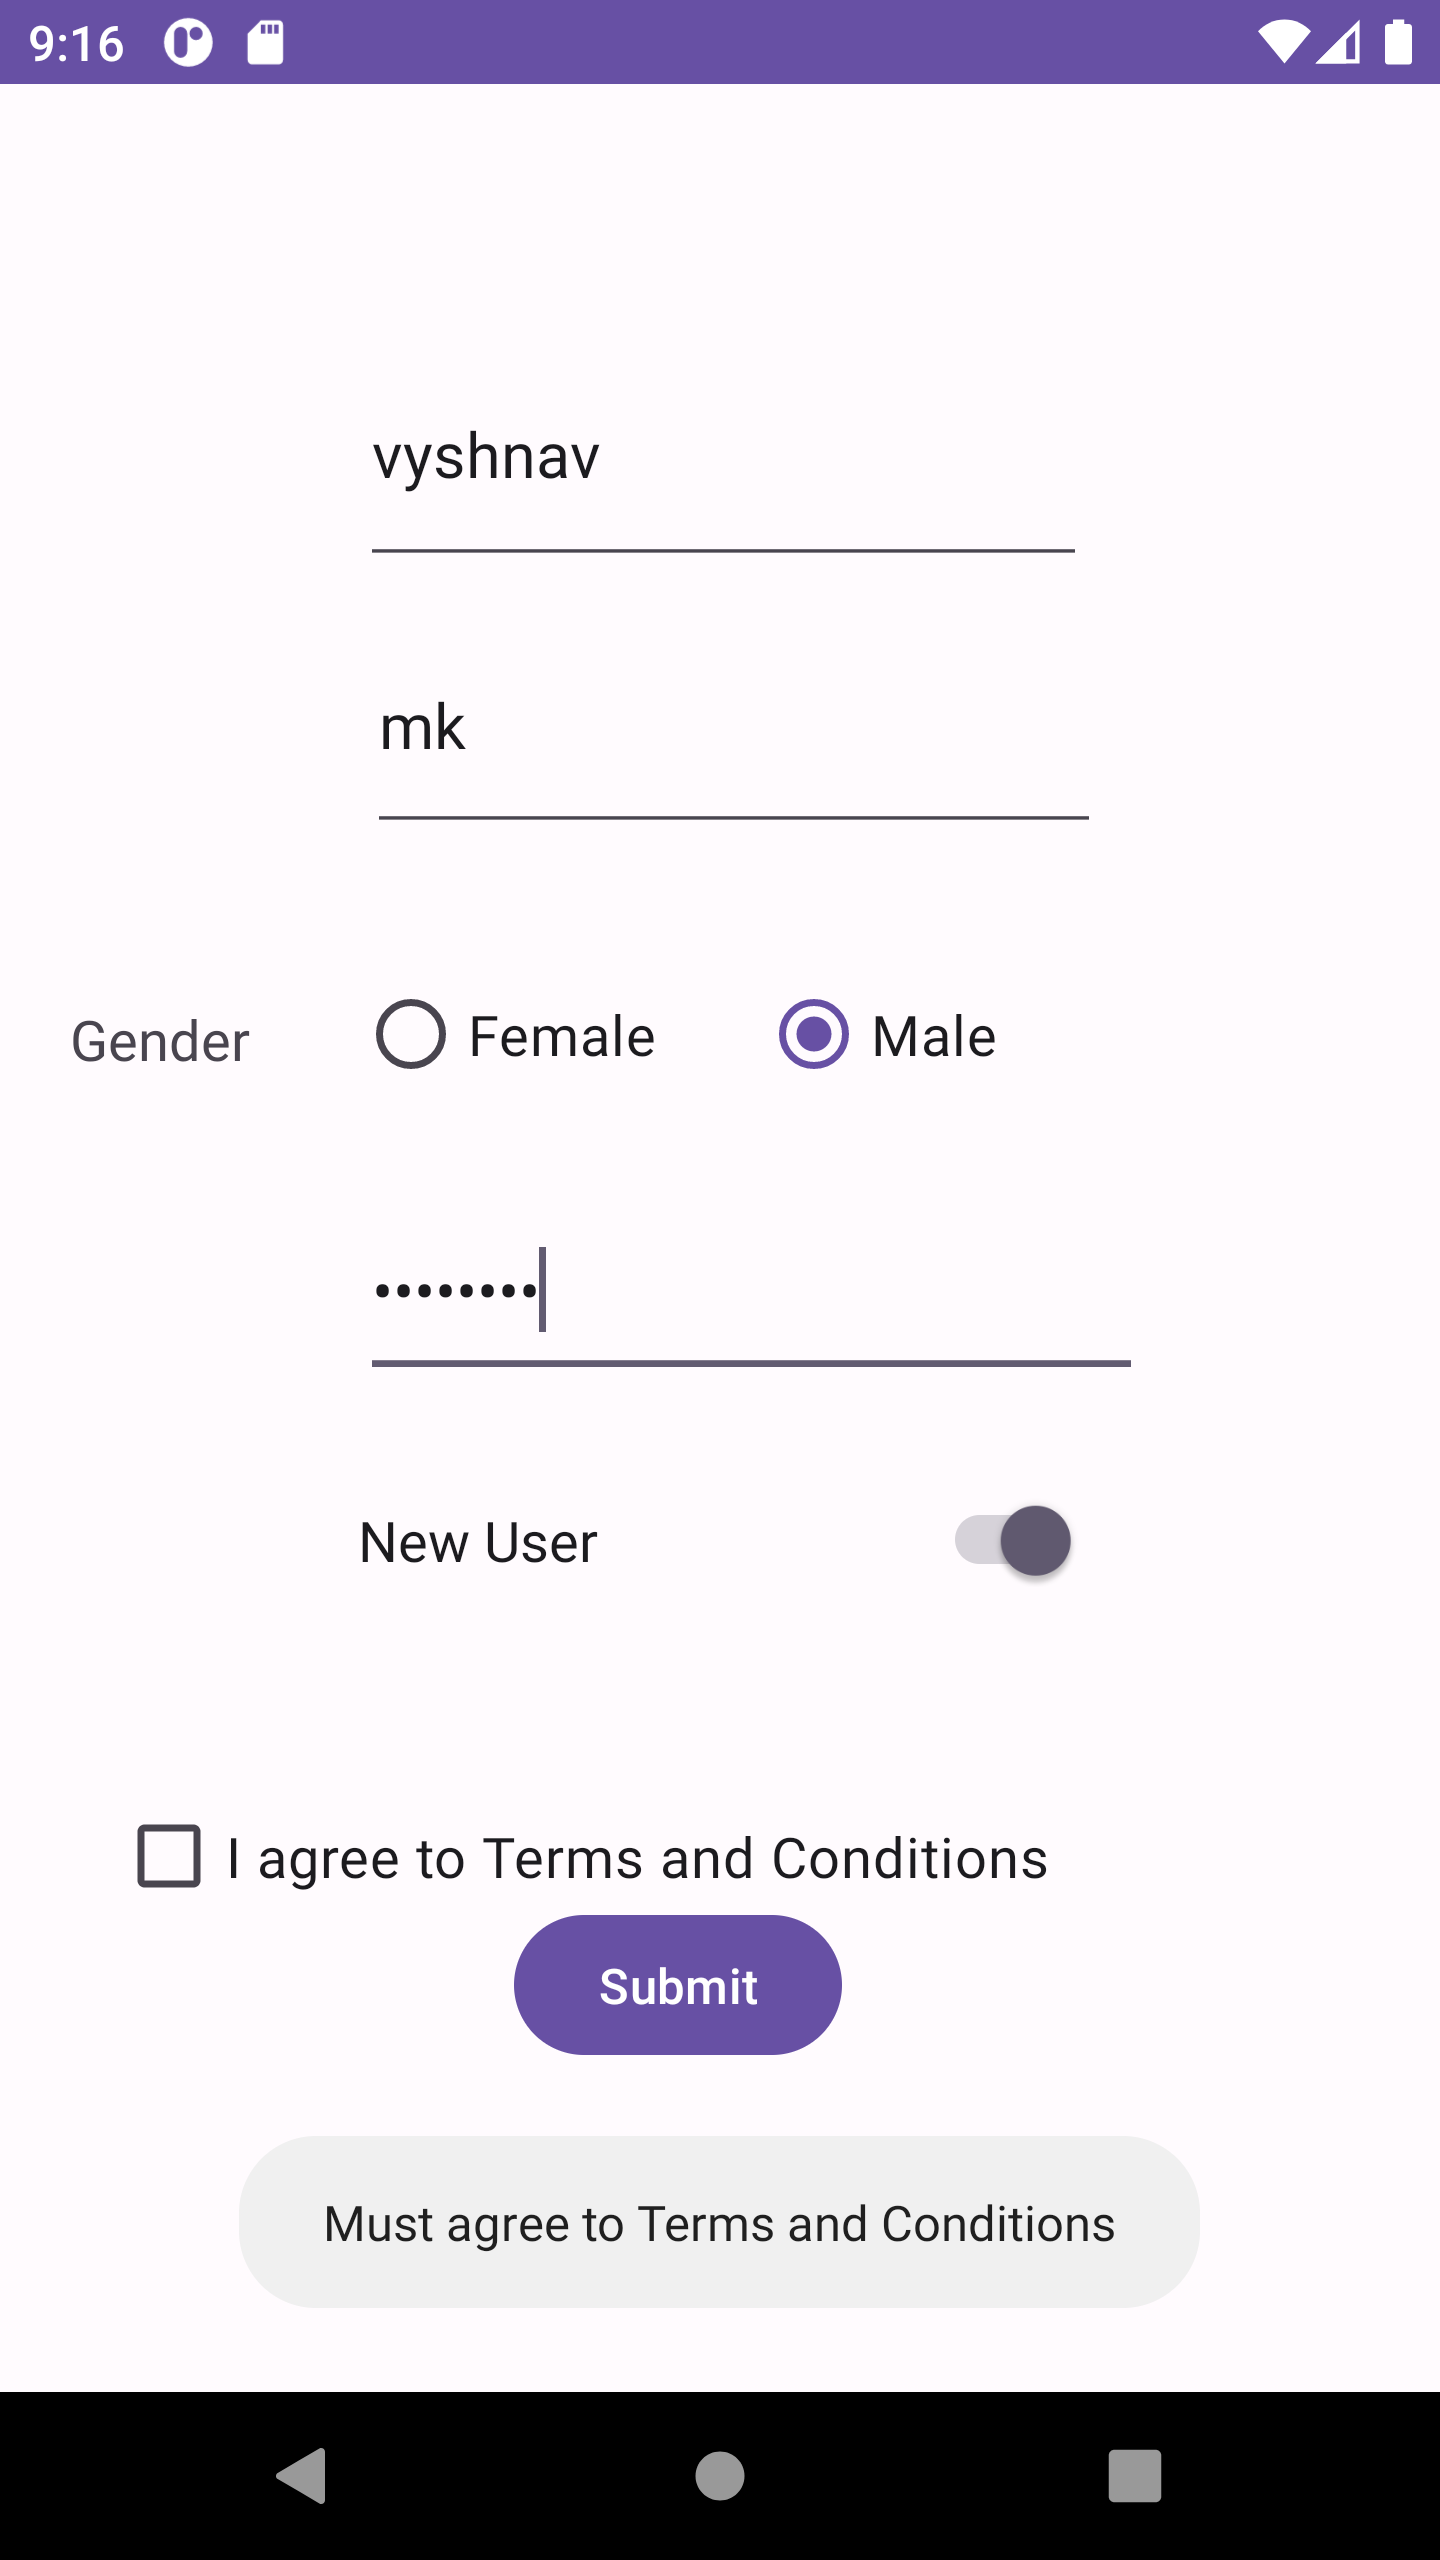 9:16
vyshnav
mk
Gender Female Male
••••••••
New User
I agree to Terms and Conditions
Submit
Must agree to Terms and Conditions